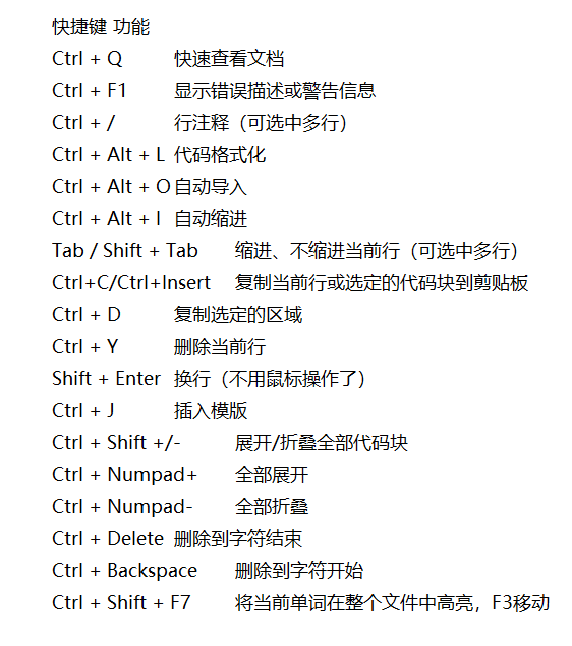 快捷键 功能
Ctrl + Q 快速查看文档
Ctrl + F1 显示错误描述或警告信息
Ctrl + / 行注释（可选中多行）
Ctrl + Alt + L 代码格式化
Ctrl + Alt + O 自动导入
Ctrl + Alt + I 自动缩进
Tab / Shift + Tab 缩进、不缩进当前行（可选中多行）
Ctrl+C/Ctrl+Insert 复制当前行或选定的代码块到剪贴板
Ctrl + D 复制选定的区域
Ctrl + Y 删除当前行
Shift + Enter 换行（不用鼠标操作了）
Ctrl + J 插入模版
Ctrl + Shift +/- 展开/折叠全部代码块
Ctrl + Numpad+ 全部展开
Ctrl + Numpad- 全部折叠
Ctrl + Delete 删除到字符结束
Ctrl + Backspace 删除到字符开始
Ctrl + Shift + F7 将当前单词在整个文件中高亮，F3移动